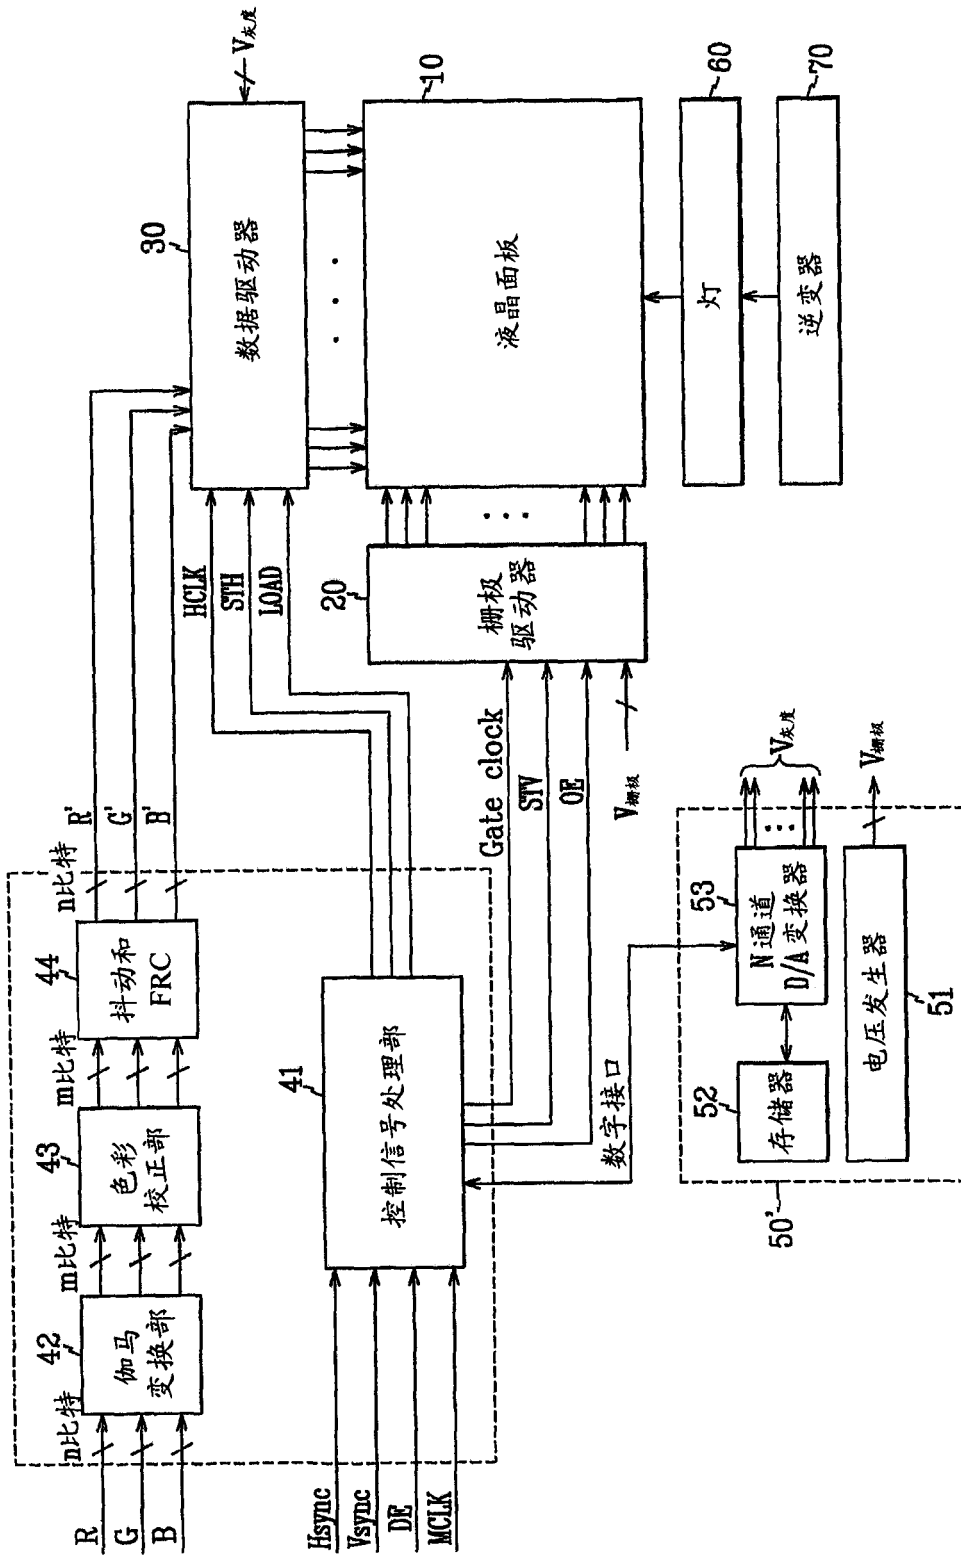 R
G
B
n比特
42
伽马
变换部
m比特
43
色彩
校正部
m比特
44
抖动和
FRC
n比特
R'
G'
B'
30
数据驱动器
V灰度
HCLK
STH
LOAD
10
液晶面板
20
栅极
驱动器
Gate clock
STV
OE
V栅极
60
灯
70
逆变器
Hsync
Vsync
DE
MCLK
41
控制信号处理部
数字接口
50'
52
存储器
53
N通道
D/A变换器
V灰度
51
电压发生器
V栅极